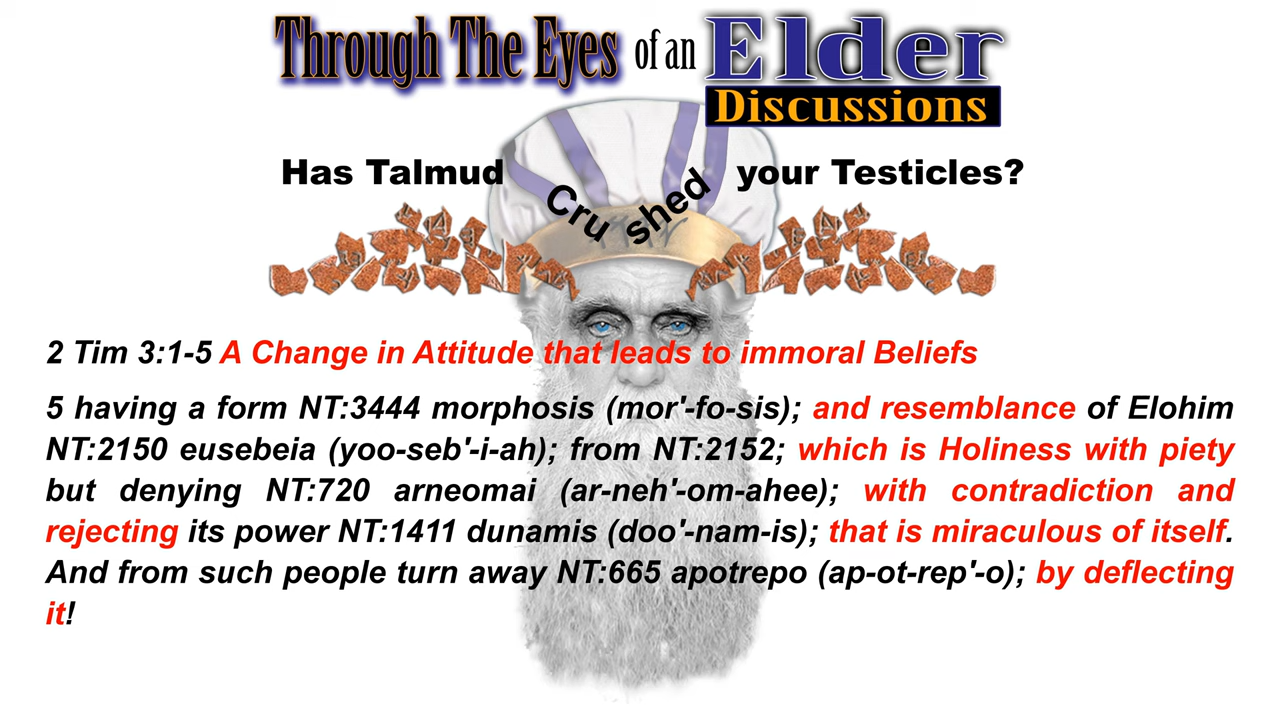 Through The Eyes of an Elder
Discussions
Has Talmud Crushed your Testicles?
2 Tim 3:1-5 A Change in Attitude that leads to immoral Beliefs
5 having a form NT:3444 morphosis (mor'-fo-sis); and resemblance of Elohim
NT:2150 eusebeia (yoo-seb'-i-ah); from NT:2152; which is Holiness with piety
but denying NT:720 arneomai (ar-neh'-om-ahee); with contradiction and
rejecting its power NT:1411 dunamis (doo'-nam-is); that is miraculous of itself.
And from such people turn away NT:665 apotrepo (ap-ot-rep'-o); by deflecting
it!